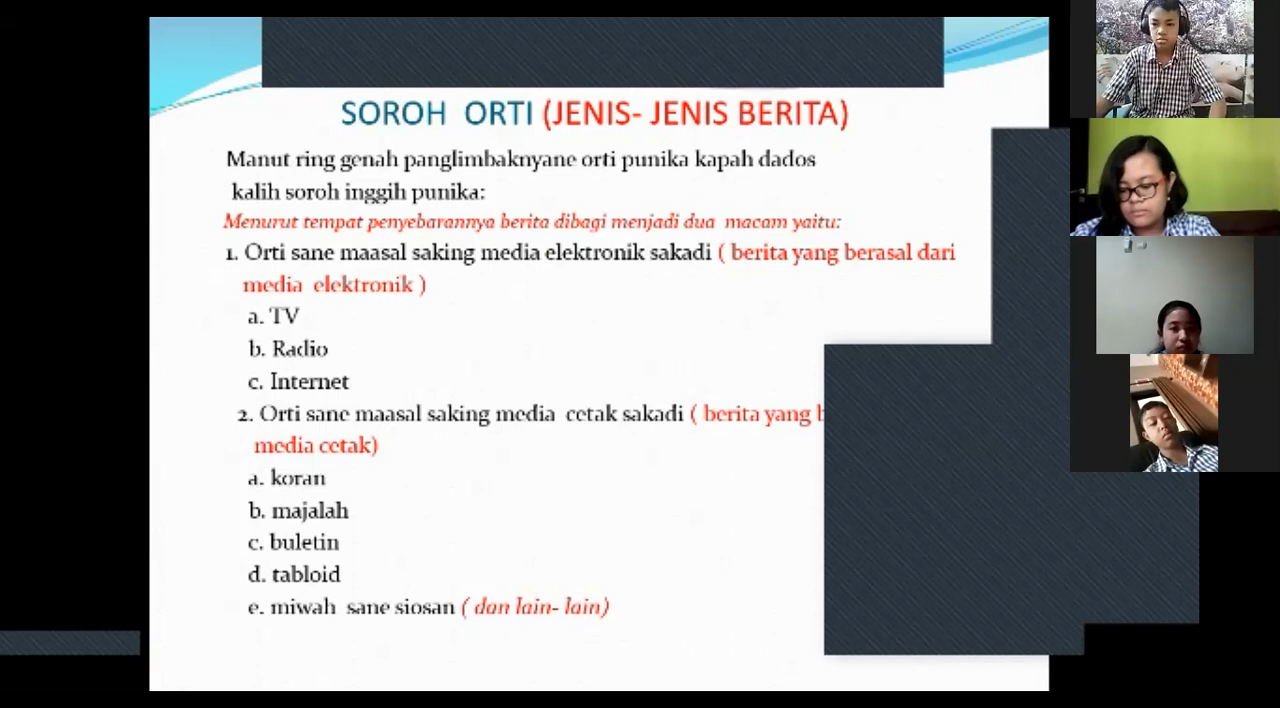 SOROH ORTI (JENIS- JENIS BERITA)
Manut ring genah panglimbaknyane orti punika kapah dados
kalih soroh inggih punika:
Menurut tempat penyebarannya berita dibagi menjadi dua macam yaitu:
1. Orti sane maasal saking media elektronik sakadi ( berita yang berasal dari
media elektronik )
a. TV
b. Radio
c. Internet
2. Orti sane maasal saking media cetak sakadi ( berita yang
media cetak)
a. koran
b. majalah
c. buletin
d. tabloid
e. miwah sane siosan ( dan lain- lain)